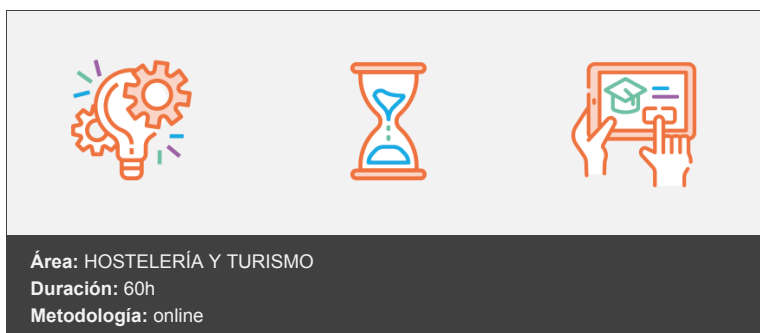 Área: HOSTELERÍA Y TURISMO
Duración: 60h
Metodología: online